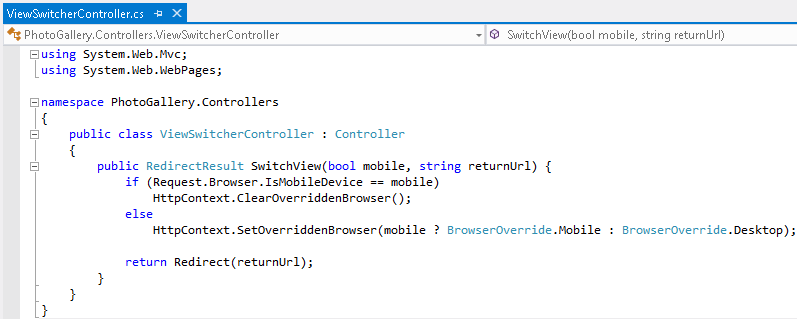 ViewSwitcherController.cs
PhotoGallery.Controllers.ViewSwitcherController SwitchView(bool mobile, string returnUrl)
using System.Web.Mvc;
using System.Web.WebPages;
namespace PhotoGallery.Controllers
{
public class ViewSwitcherController : Controller
{
public RedirectResult SwitchView(bool mobile, string returnUrl) {
if (Request.Browser.IsMobileDevice == mobile)
HttpContext.ClearOverriddenBrowser();
else
HttpContext.SetOverriddenBrowser(mobile ? BrowserOverride.Mobile : BrowserOverride.Desktop);
return Redirect(returnUrl);
}
}
}